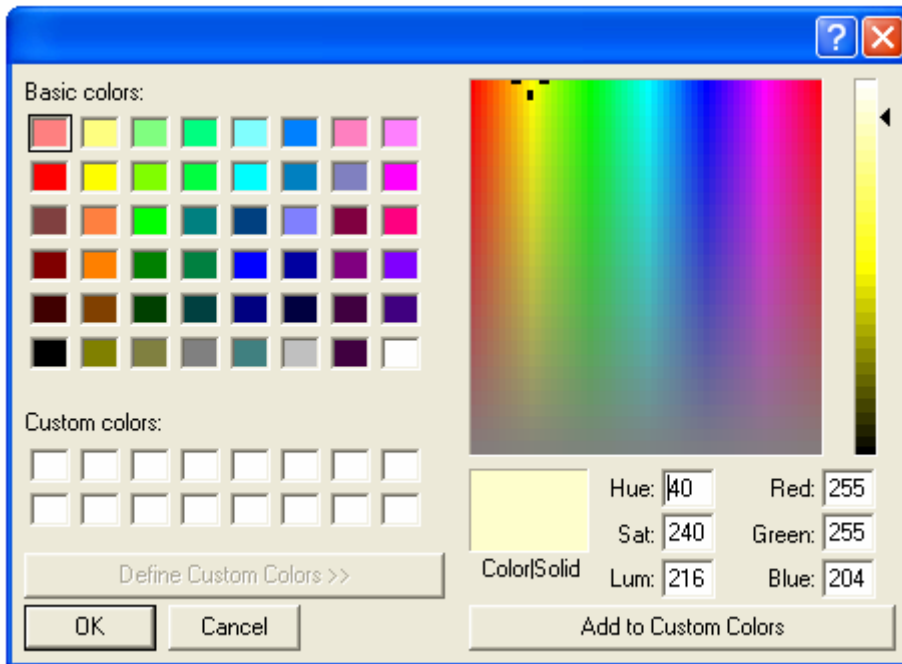 Basic colors:
Custom colors:
Define Custom Colors >>
OK Cancel
Color|Solid
Hue: 40 Red: 255
Sat: 240 Green: 255
Lum: 216 Blue: 204
Add to Custom Colors